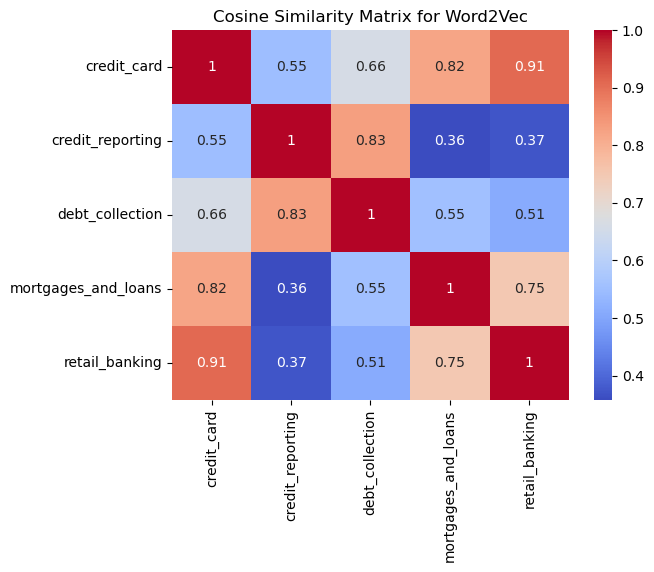 Cosine Similarity Matrix for Word2Vec
credit_card 1 0.55 0.66 0.82 0.91
credit_reporting 0.55 1 0.83 0.36 0.37
debt_collection 0.66 0.83 1 0.55 0.51
mortgages_and_loans 0.82 0.36 0.55 1 0.75
retail_banking 0.91 0.37 0.51 0.75 1
credit_card
credit_reporting
debt_collection
mortgages_and_loans
retail_banking
1.0
0.9
0.8
0.7
0.6
0.5
0.4